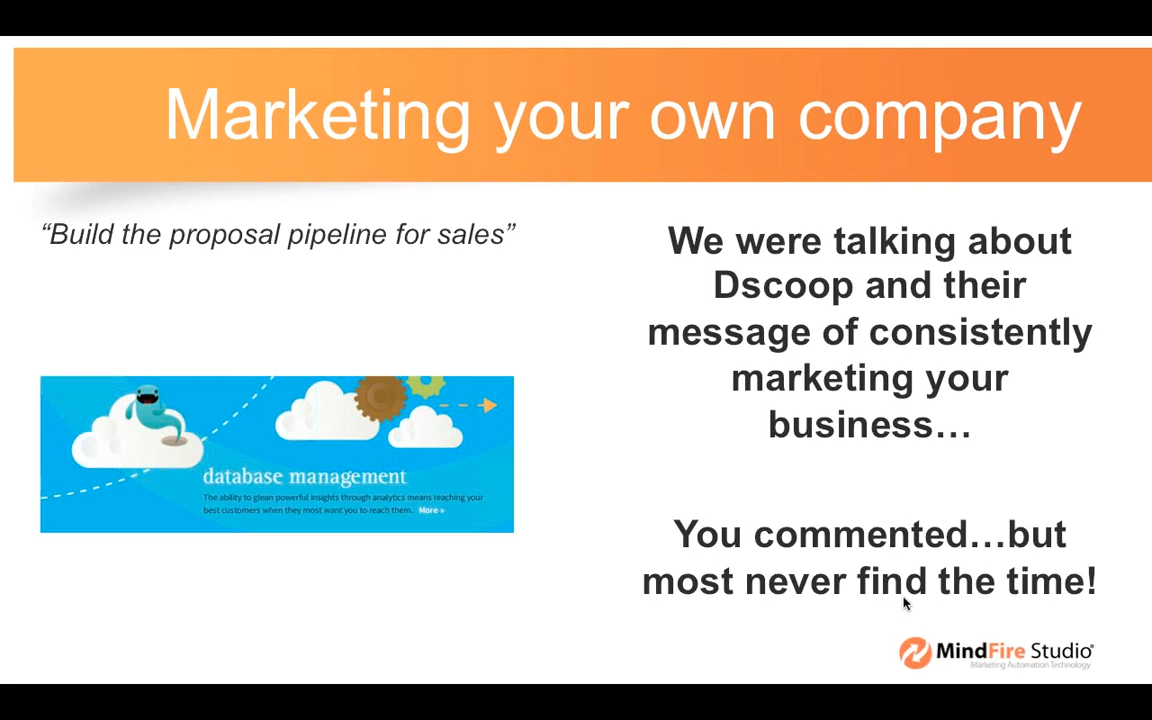 Marketing your own company
“Build the proposal pipeline for sales”
database management
The ability to glean powerful insights through analytics means reaching your
best customers when they most want you to reach them. More »
We were talking about
Dscoop and their
message of consistently
marketing your
business…
You commented…but
most never find the time!
MindFire Studio®
Marketing Automation Technology